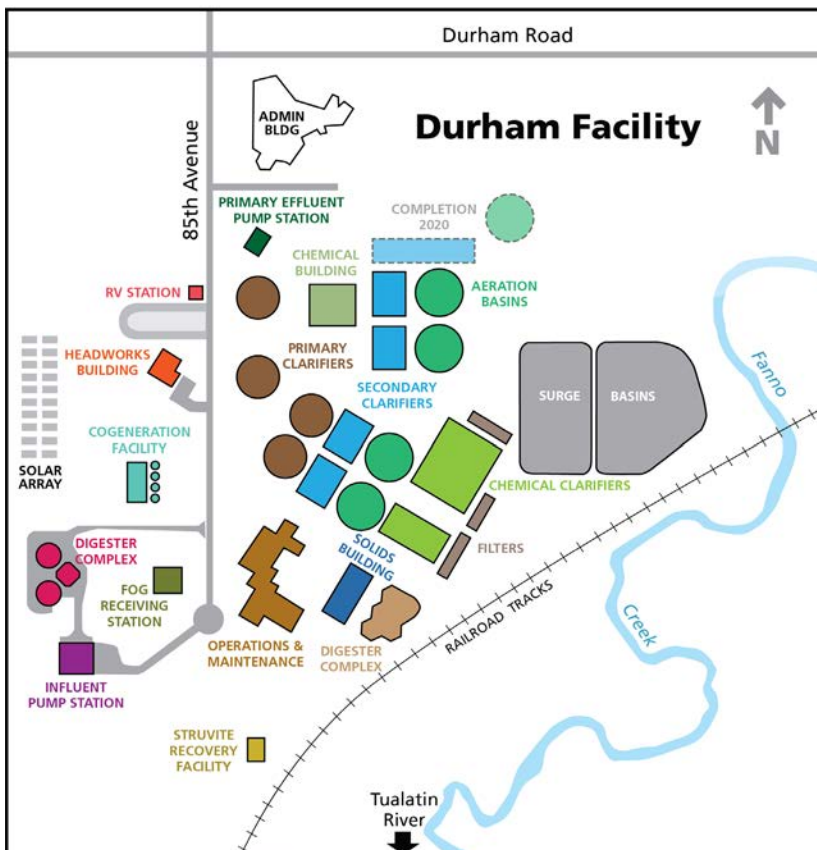 Durham Road
ADMIN
BLDG
Durham Facility
N
85th Avenue
PRIMARY EFFLUENT
PUMP STATION
COMPLETION
2020
CHEMICAL
BUILDING
AERATION
BASINS
RV STATION
HEADWORKS
BUILDING
PRIMARY
CLARIFIERS
SECONDARY
CLARIFIERS
SURGE
BASINS
Fanno
COGENERATION
FACILITY
SOLAR
ARRAY
CHEMICAL CLARIFIERS
DIGESTER
COMPLEX
SOLIDS
BUILDING
FILTERS
FOG
RECEIVING
STATION
RAILROAD TRACKS
Creek
OPERATIONS &
MAINTENANCE
DIGESTER
COMPLEX
INFLUENT
PUMP STATION
STRUVITE
RECOVERY
FACILITY
Tualatin
River